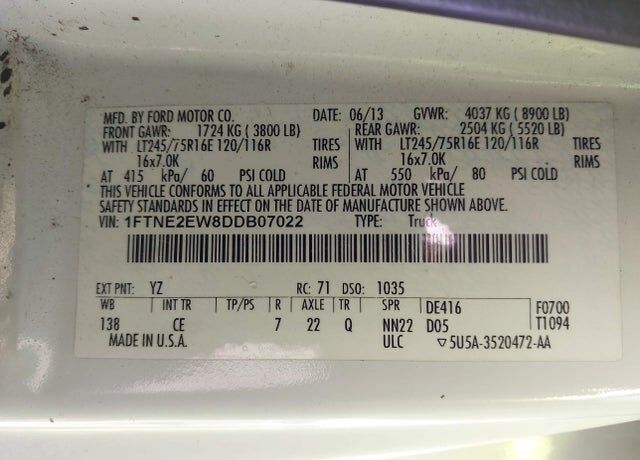 MFD. BY FORD MOTOR CO. DATE: 06/13 GVWR: 4037 KG ( 8900 LB)
FRONT GAWR: 1724 KG ( 3800 LB) REAR GAWR: 2504 KG ( 5520 LB)
WITH LT245/75R16E 120/116R TIRES WITH LT245/75R16E 120/116R TIRES
16x7.0K RIMS 16x7.0K RIMS
AT 415 kPa/ 60 PSI COLD AT 550 kPa/ 80 PSI COLD
THIS VEHICLE CONFORMS TO ALL APPLICABLE FEDERAL MOTOR VEHICLE
SAFETY STANDARDS IN EFFECT ON THE DATE OF MANUFACTURE SHOWN ABOVE.
VIN: 1FTNE2EW8DDB07022 TYPE: Truck
EXT PNT: YZ RC: 71 DSO: 1035
WB INT TR TP/PS R AXLE TR SPR DE416 F0700
138 CE 7 22 Q NN22 D05 T1094
MADE IN U.S.A. ULC ▽5U5A-3520472-AA